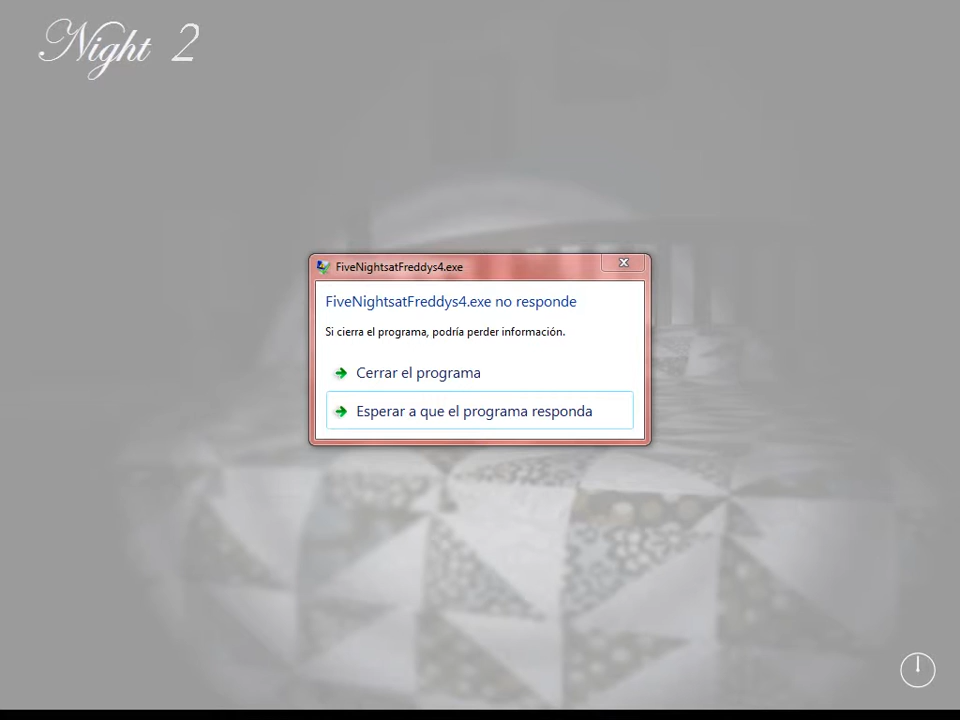 Night 2
FiveNightsatFreddys4.exe
FiveNightsatFreddys4.exe no responde
Si cierra el programa, podría perder información.
Cerrar el programa
Esperar a que el programa responda